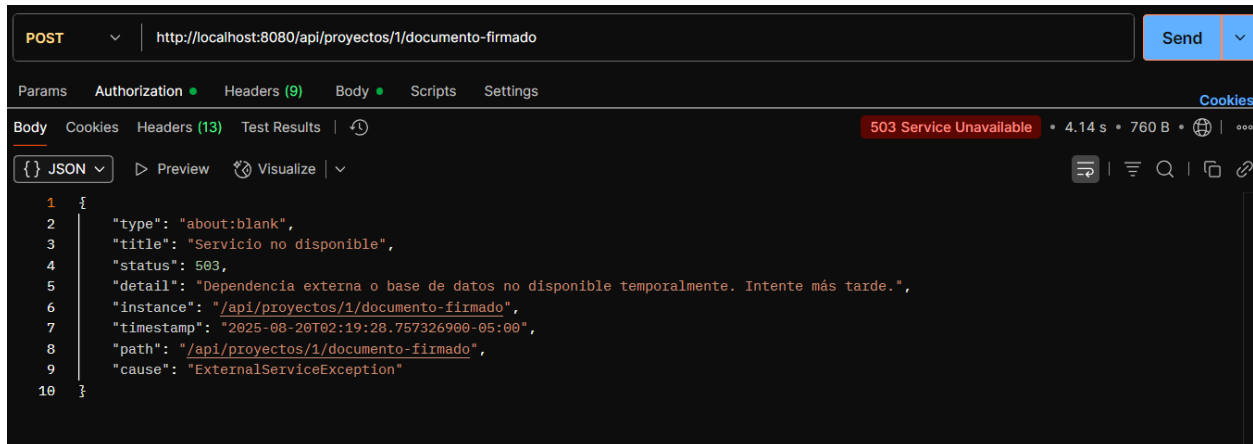 POST http://localhost:8080/api/proyectos/1/documento-firmado Send
Params Authorization Headers (9) Body Scripts Settings
Cookies
Body Cookies Headers (13) Test Results 503 Service Unavailable • 4.14 s • 760 B •
{} JSON Preview Visualize
1 {
2 "type": "about:blank",
3 "title": "Servicio no disponible",
4 "status": 503,
5 "detail": "Dependencia externa o base de datos no disponible temporalmente. Intente más tarde.",
6 "instance": "/api/proyectos/1/documento-firmado",
7 "timestamp": "2025-08-20T02:19:28.757326900-05:00",
8 "path": "/api/proyectos/1/documento-firmado",
9 "cause": "ExternalServiceException"
10 }